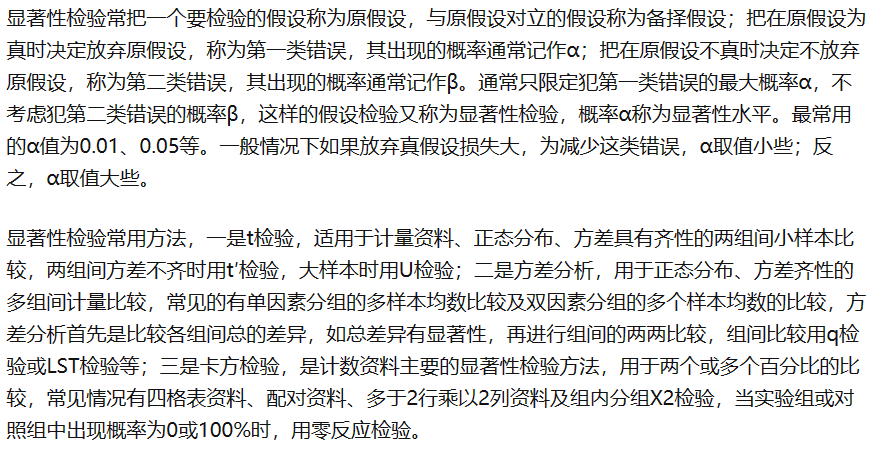 显著性检验常把一个要检验的假设称为原假设，与原假设对立的假设称为备择假设；把在原假设为
真时决定放弃原假设，称为第一类错误，其出现的概率通常记作α；把在原假设不真时决定不放弃
原假设，称为第二类错误，其出现的概率通常记作β。通常只限定犯第一类错误的最大概率α，不
考虑犯第二类错误的概率β，这样的假设检验又称为显著性检验，概率α称为显著性水平。最常用
的α值为0.01、0.05等。一般情况下如果放弃真假设损失大，为减少这类错误，α取值小些；反
之，α取值大些。
显著性检验常用方法，一是t检验，适用于计量资料、正态分布、方差具有齐性的两组间小样本比
较，两组间方差不齐时用t′检验，大样本时用U检验；二是方差分析，用于正态分布、方差齐性的
多组间计量比较，常见的有单因素分组的多样本均数比较及双因素分组的多个样本均数的比较，方
差分析首先是比较各组间总的差异，如总差异有显著性，再进行组间的两两比较，组间比较用q检
验或LST检验等；三是卡方检验，是计数资料主要的显著性检验方法，用于两个或多个百分比的比
较，常见情况有四格表资料、配对资料、多于2行乘以2列资料及组内分组X2检验，当实验组或对
照组中出现概率为0或100%时，用零反应检验。